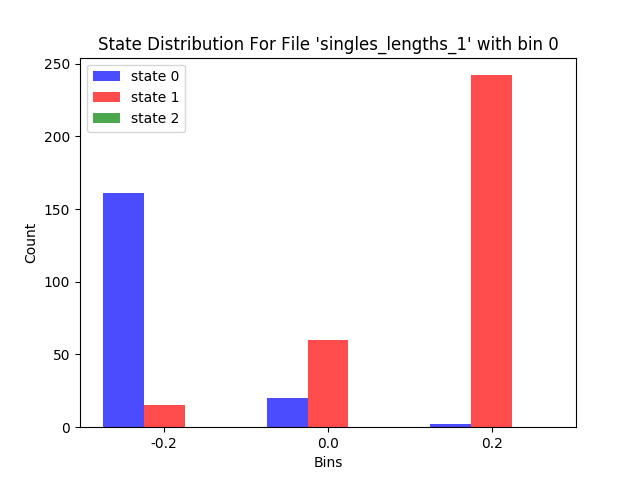 State Distribution For File 'singles_lengths_1' with bin 0
state 0
state 1
state 2
250
200
150
100
50
0
Count
-0.2
0.0
0.2
Bins